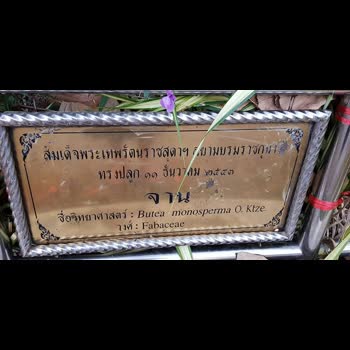 สมเด็จพระเทพรัตนราชสุดาฯ สยามบรมราชกุมารี
ทรงปลูก ๑๑ ธันวาคม ๒๕๕๓
จาน
ชื่อวิทยาศาสตร์ : Butea monosperma O. Ktze.
วงศ์ : Fabaceae